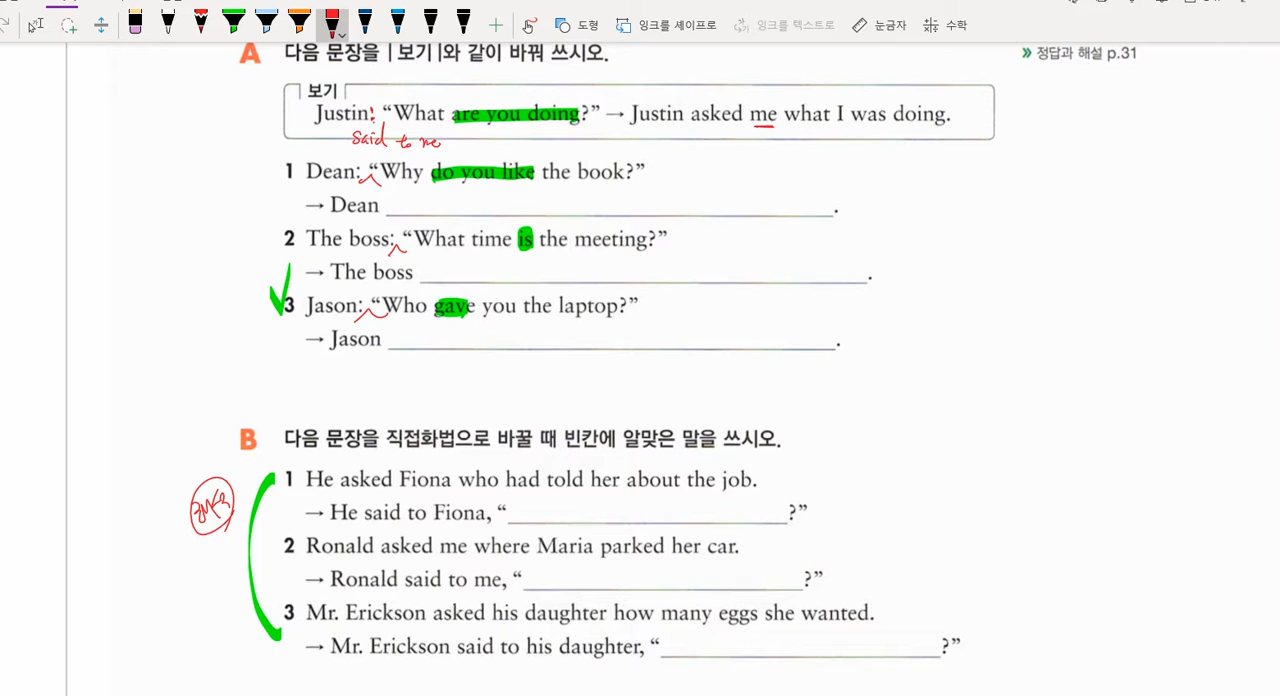 도형 잉크를 셰이프로 잉크를 텍스트로 눈금자 수학
A 다음 문장을 | 보기 |와 같이 바꿔 쓰시오.
» 정답과 해설 p.31
보기
Justin: “What are you doing?” → Justin asked me what I was doing.
said to me
1 Dean: “Why do you like the book?”
→ Dean ______.
2 The boss: “What time is the meeting?”
→ The boss ______.
3 Jason: “Who gave you the laptop?”
→ Jason ______.
B 다음 문장을 직접화법으로 바꿀 때 빈칸에 알맞은 말을 쓰시오.
1 He asked Fiona who had told her about the job.
→ He said to Fiona, “______?”
2 Ronald asked me where Maria parked her car.
→ Ronald said to me, “______?”
3 Mr. Erickson asked his daughter how many eggs she wanted.
→ Mr. Erickson said to his daughter, “______?”